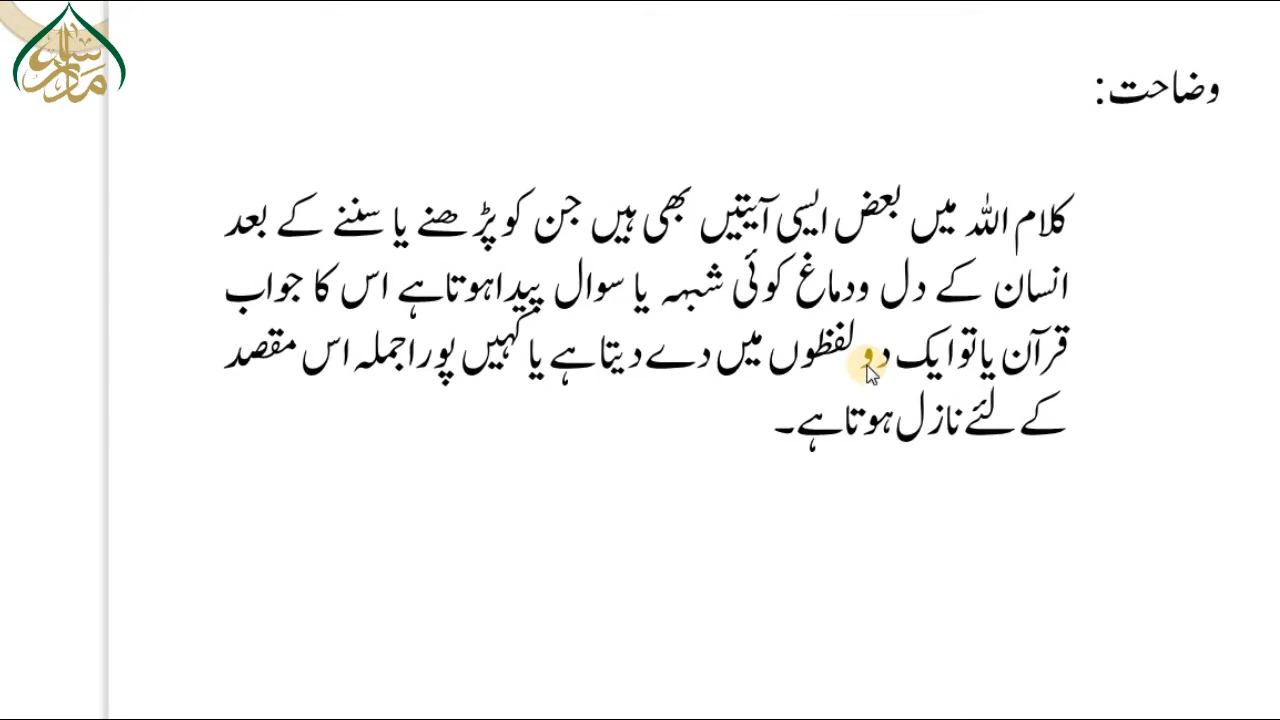 وضاحت:
کلام اللہ میں بعض ایسی آیتیں بھی ہیں جن کو پڑھنے یا سننے کے بعد
انسان کے دل ودماغ کوئی شبہہ یا سوال پیدا ہوتا ہے اس کا جواب
قرآن یا تو ایک دو لفظوں میں دے دیتا ہے یا کہیں پورا جملہ اس مقصد
کے لئے نازل ہوتا ہے۔